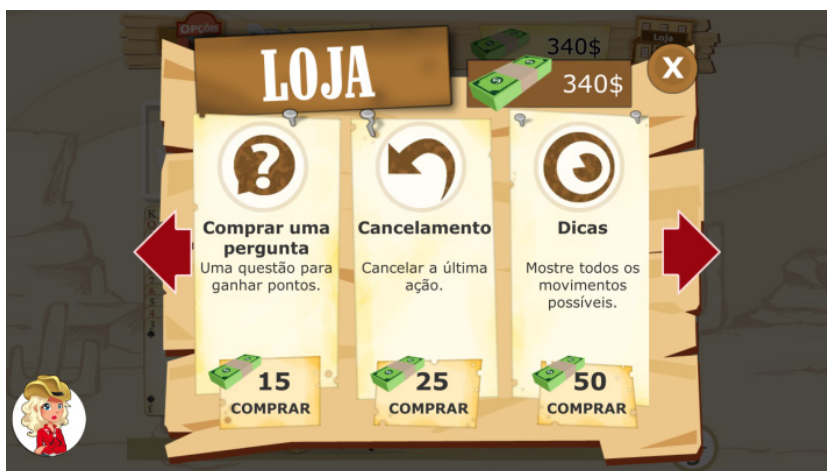 OPÇÕES
340$
Loja
LOJA
340$
X
Comprar uma
pergunta
Uma questão para
ganhar pontos.
15
COMPRAR
Cancelamento
Cancelar a última
ação.
25
COMPRAR
Dicas
Mostre todos os
movimentos
possíveis.
50
COMPRAR